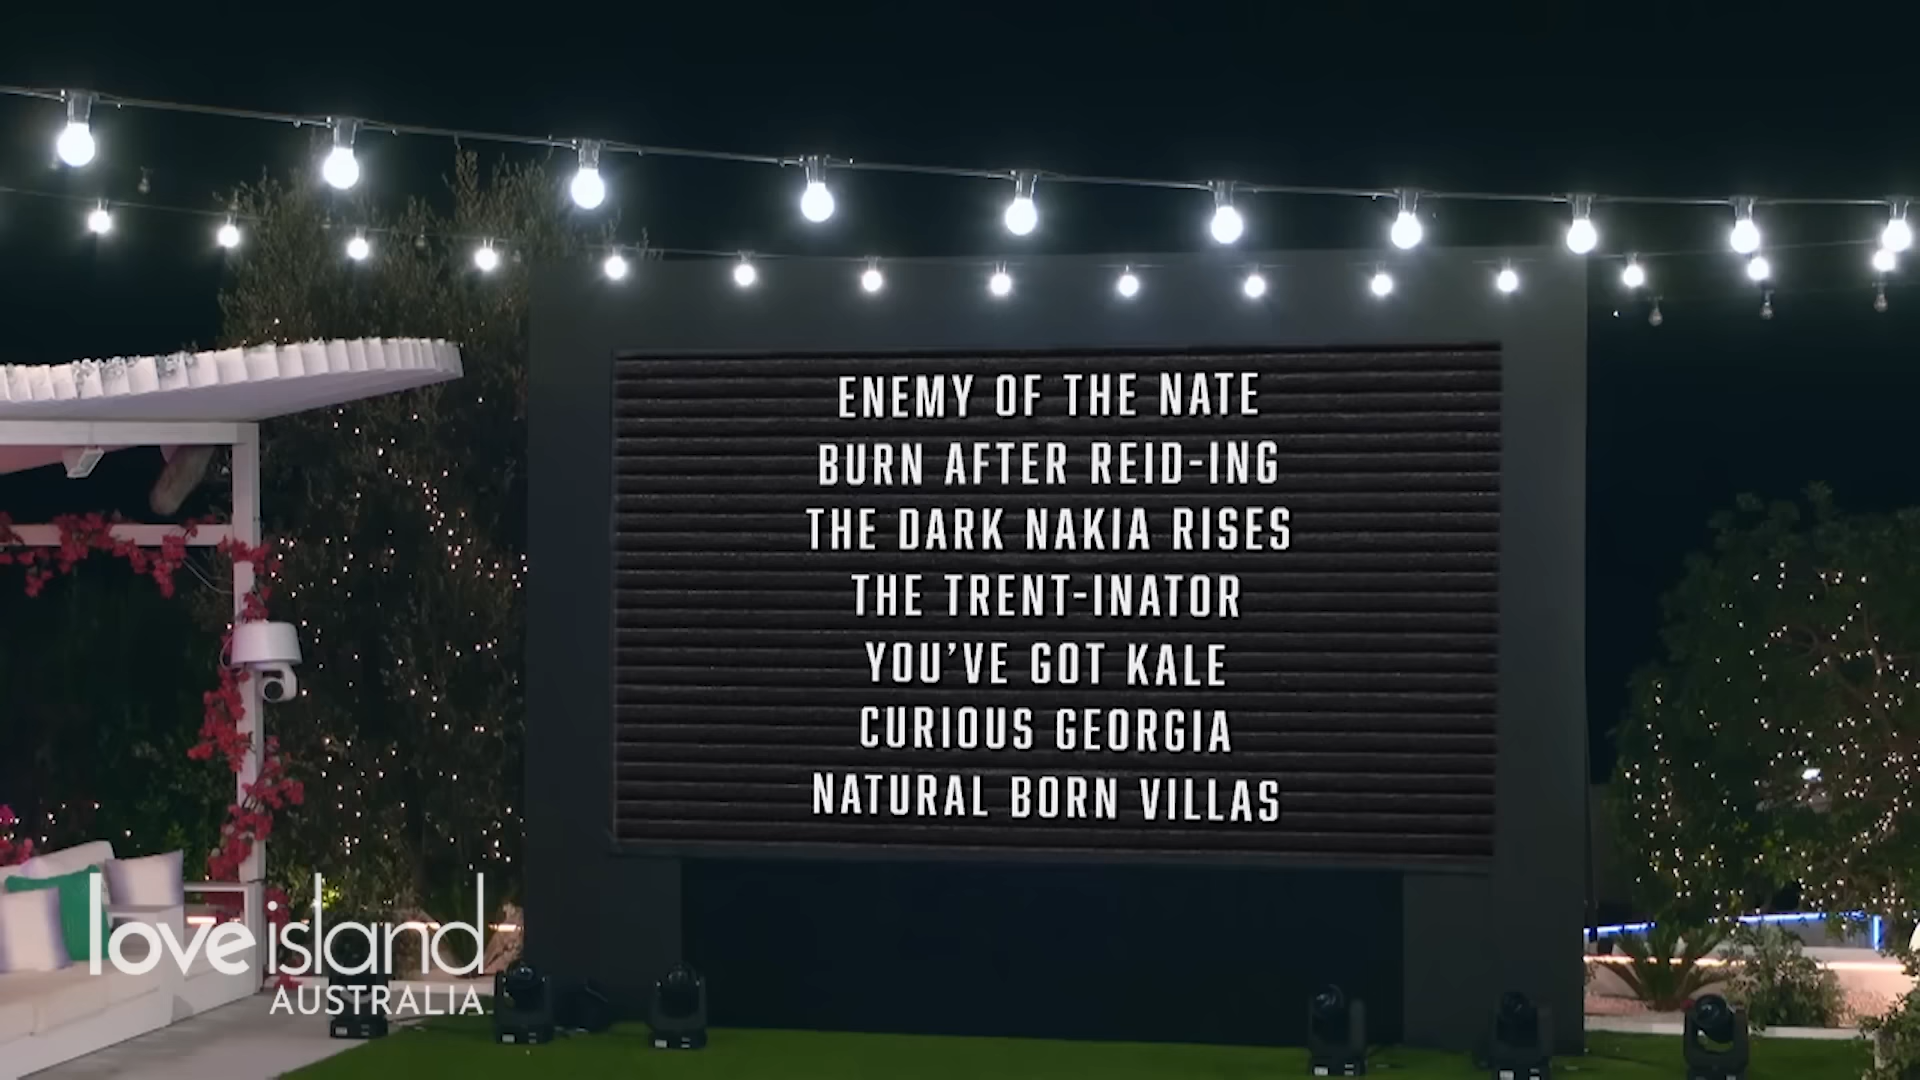 ENEMY OF THE NATE
BURN AFTER REID-ING
THE DARK NAKIA RISES
THE TRENT-INATOR
YOU'VE GOT KALE
CURIOUS GEORGIA
NATURAL BORN VILLAS
love island
AUSTRALIA